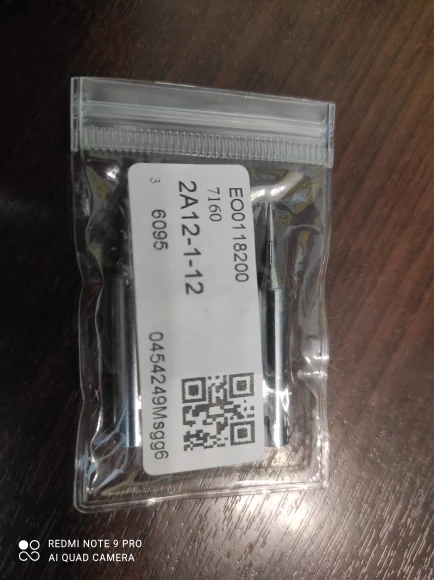 EO0118200
7160
2A12-1-12
3 6095 0454249Msgg6
REDMI NOTE 9 PRO
AI QUAD CAMERA